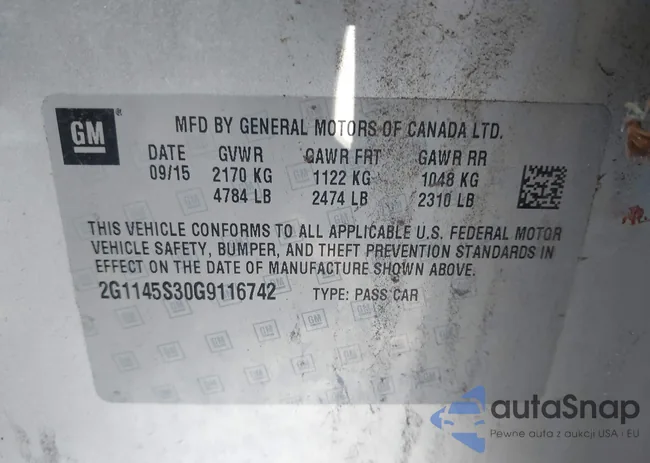 GM
MFD BY GENERAL MOTORS OF CANADA LTD.
DATE GVWR GAWR FRT GAWR RR
09/15 2170 KG 1122 KG 1048 KG
4784 LB 2474 LB 2310 LB
THIS VEHICLE CONFORMS TO ALL APPLICABLE U.S. FEDERAL MOTOR
VEHICLE SAFETY, BUMPER, AND THEFT PREVENTION STANDARDS IN
EFFECT ON THE DATE OF MANUFACTURE SHOWN ABOVE.
2G1145S30G9116742 TYPE: PASS CAR
autaSnap
Pewne auta z aukcji USA i EU